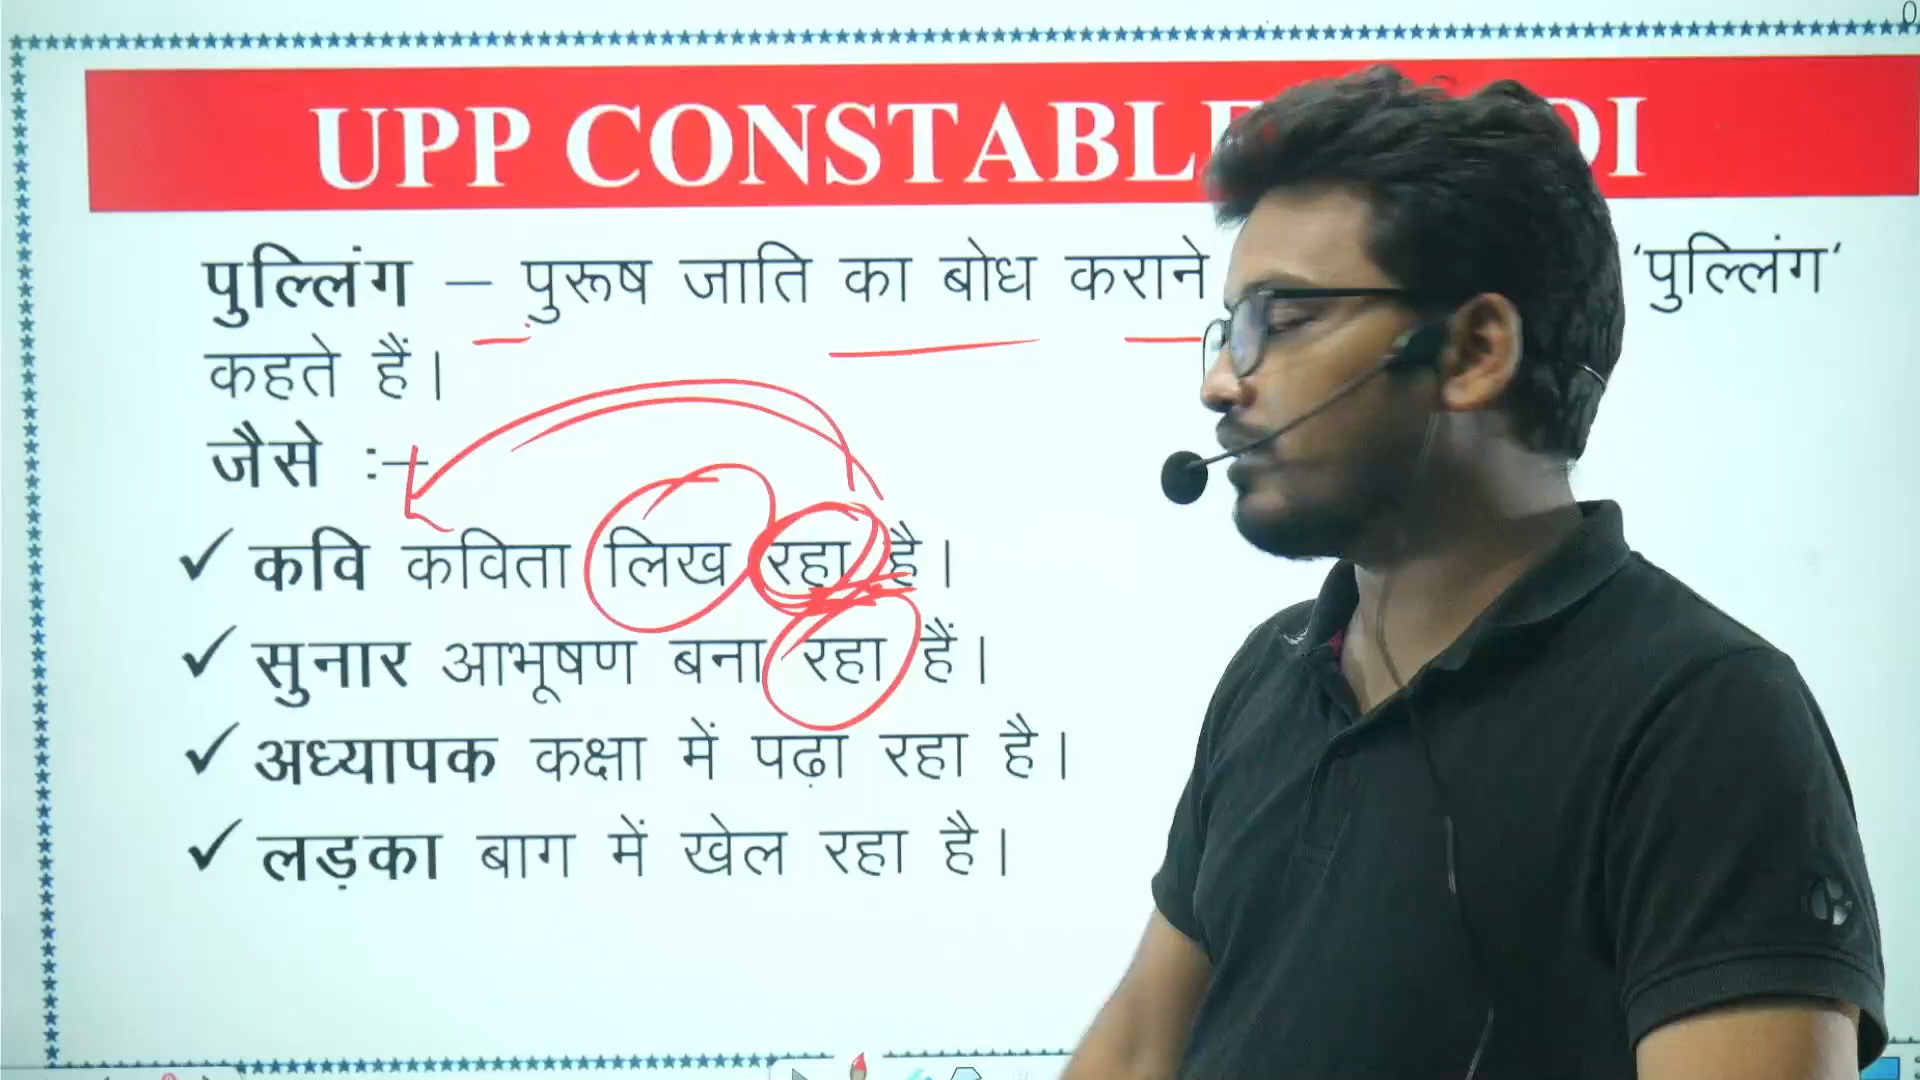 UPP CONSTABLE
पुल्लिंग – पुरूष जाति का बोध कराने 'पुल्लिंग'
कहते हैं।
जैसे :–
✓ कवि कविता लिख रहा है।
✓ सुनार आभूषण बना रहा हैं।
✓ अध्यापक कक्षा में पढ़ा रहा है।
✓ लड़का बाग में खेल रहा है।